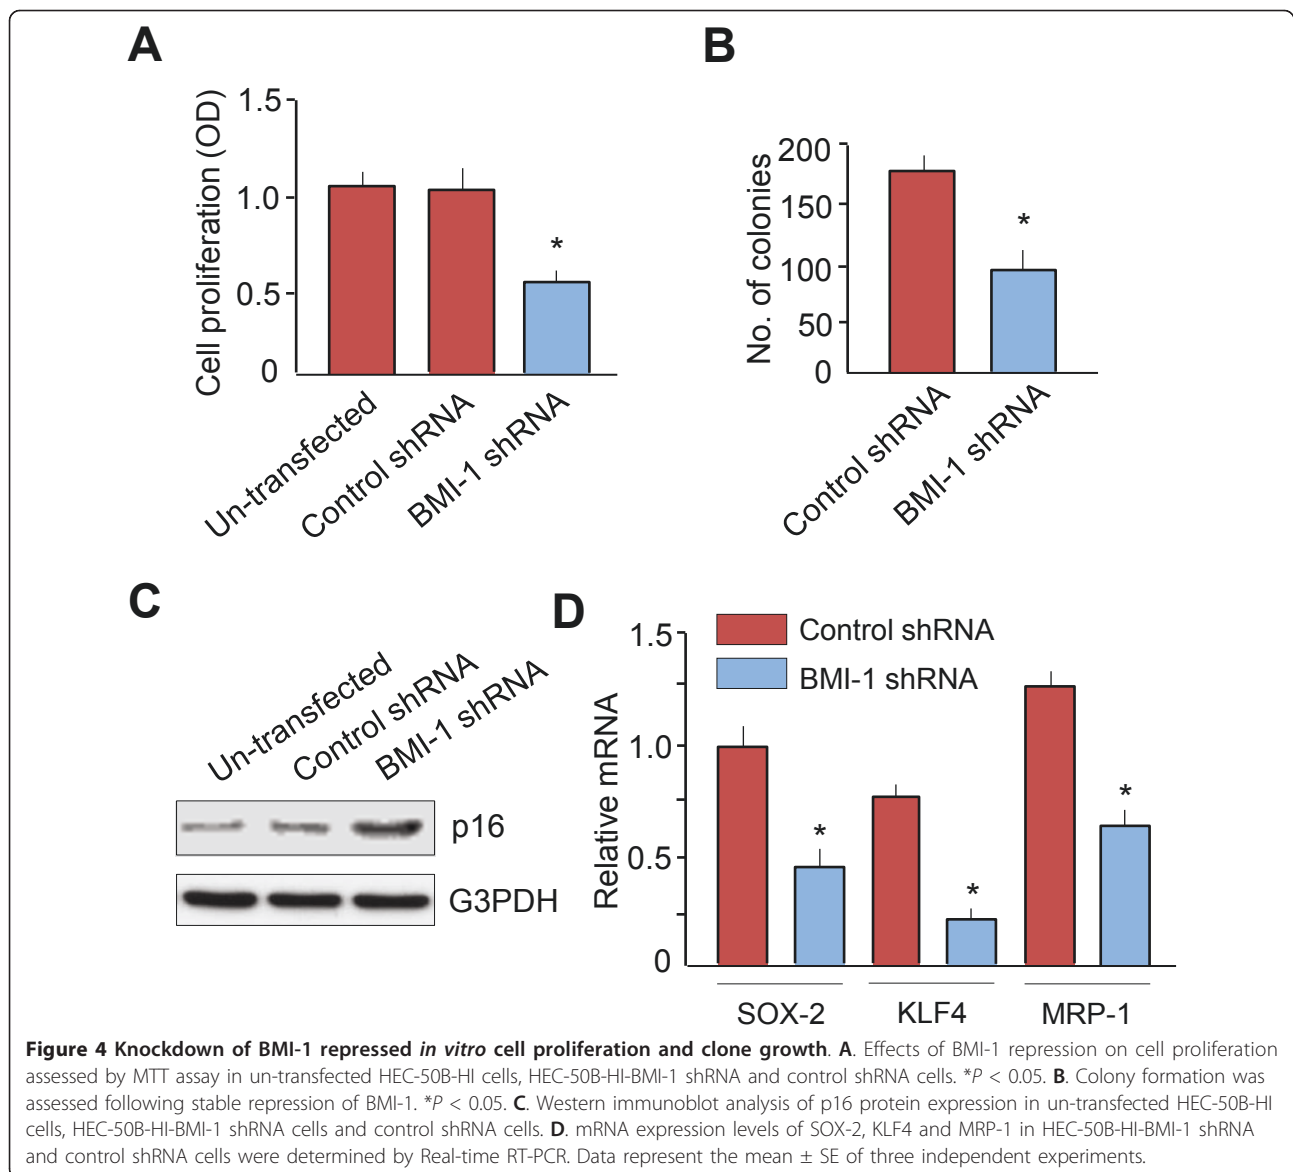 A
Cell proliferation (OD)
1.5
1.0
0.5
0
*
Un-transfected
Control shRNA
BMI-1 shRNA
B
No. of colonies
200
150
100
50
0
*
Control shRNA
BMI-1 shRNA
C
Un-transfected
Control shRNA
BMI-1 shRNA
p16
G3PDH
D
Relative mRNA
1.5
1.0
0.5
0
Control shRNA
BMI-1 shRNA
*
*
*
SOX-2
KLF4
MRP-1
Figure 4 Knockdown of BMI-1 repressed in vitro cell proliferation and clone growth. A. Effects of BMI-1 repression on cell proliferation
assessed by MTT assay in un-transfected HEC-50B-HI cells, HEC-50B-HI-BMI-1 shRNA and control shRNA cells. *P < 0.05. B. Colony formation was
assessed following stable repression of BMI-1. *P < 0.05. C. Western immunoblot analysis of p16 protein expression in un-transfected HEC-50B-HI
cells, HEC-50B-HI-BMI-1 shRNA cells and control shRNA cells. D. mRNA expression levels of SOX-2, KLF4 and MRP-1 in HEC-50B-HI-BMI-1 shRNA
and control shRNA cells were determined by Real-time RT-PCR. Data represent the mean ± SE of three independent experiments.